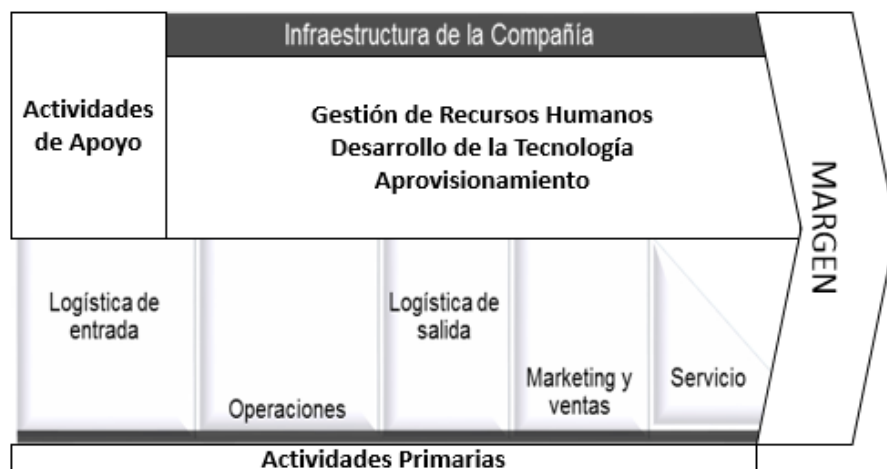 Infraestructura de la Compañía
Actividades
de Apoyo
Gestión de Recursos Humanos
Desarrollo de la Tecnología
Aprovisionamiento
MARGEN
Logística de
entrada
Operaciones
Logística de
salida
Marketing y
ventas
Servicio
Actividades Primarias